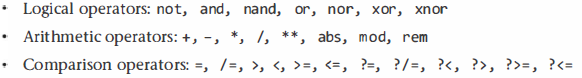 • Logical operators: not, and, nand, or, nor, xor, xnor
• Arithmetic operators: +, -, *, /, **, abs, mod, rem
• Comparison operators: =, /=, >, <, >=, <=, ?=, ?/=, ?<, ?>, ?>=, ?<=